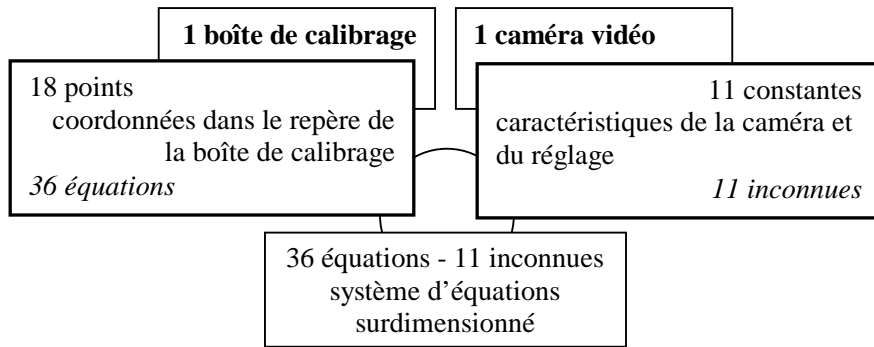 1 boîte de calibrage
18 points
coordonnées dans le repère de
la boîte de calibrage
36 équations
1 caméra vidéo
11 constantes
caractéristiques de la caméra et
du réglage
11 inconnues
36 équations - 11 inconnues
système d’équations
surdimensionné